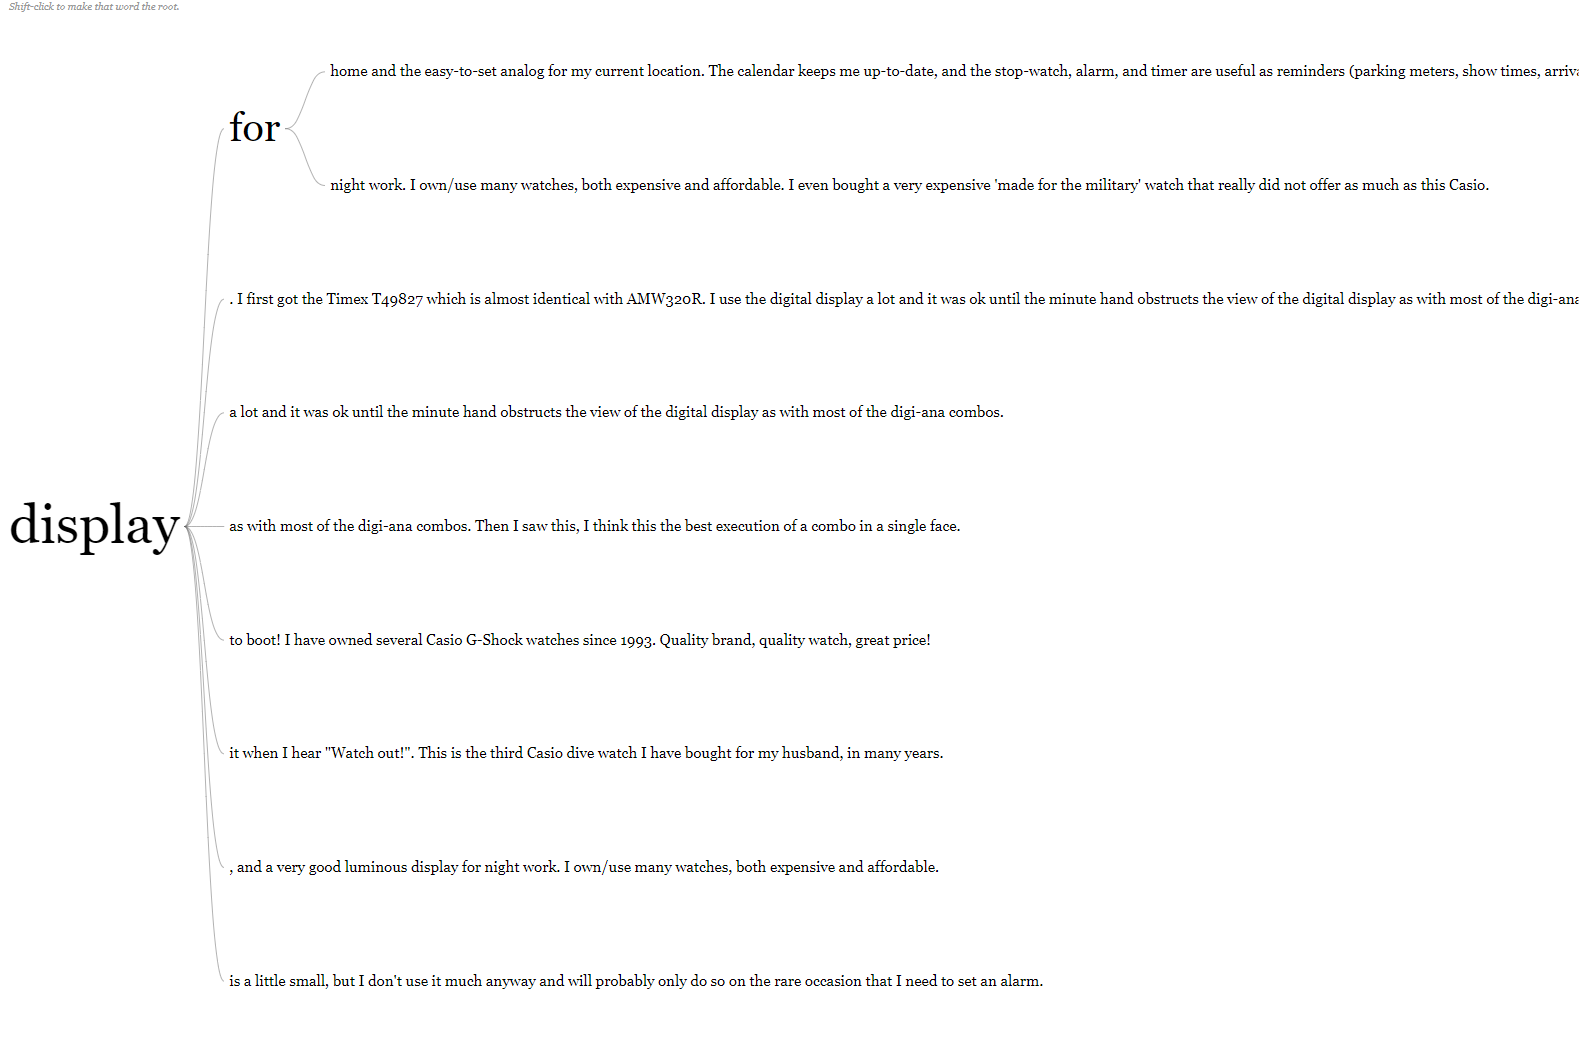 Shift-click to make that word the root.
home and the easy-to-set analog for my current location. The calendar keeps me up-to-date, and the stop-watch, alarm, and timer are useful as reminders (parking meters, show times, arriva
for
night work. I own/use many watches, both expensive and affordable. I even bought a very expensive 'made for the military' watch that really did not offer as much as this Casio.
. I first got the Timex T49827 which is almost identical with AMW320R. I use the digital display a lot and it was ok until the minute hand obstructs the view of the digital display as with most of the digi-ana
a lot and it was ok until the minute hand obstructs the view of the digital display as with most of the digi-ana combos.
display
as with most of the digi-ana combos. Then I saw this, I think this the best execution of a combo in a single face.
to boot! I have owned several Casio G-Shock watches since 1993. Quality brand, quality watch, great price!
it when I hear "Watch out!". This is the third Casio dive watch I have bought for my husband, in many years.
, and a very good luminous display for night work. I own/use many watches, both expensive and affordable.
is a little small, but I don't use it much anyway and will probably only do so on the rare occasion that I need to set an alarm.